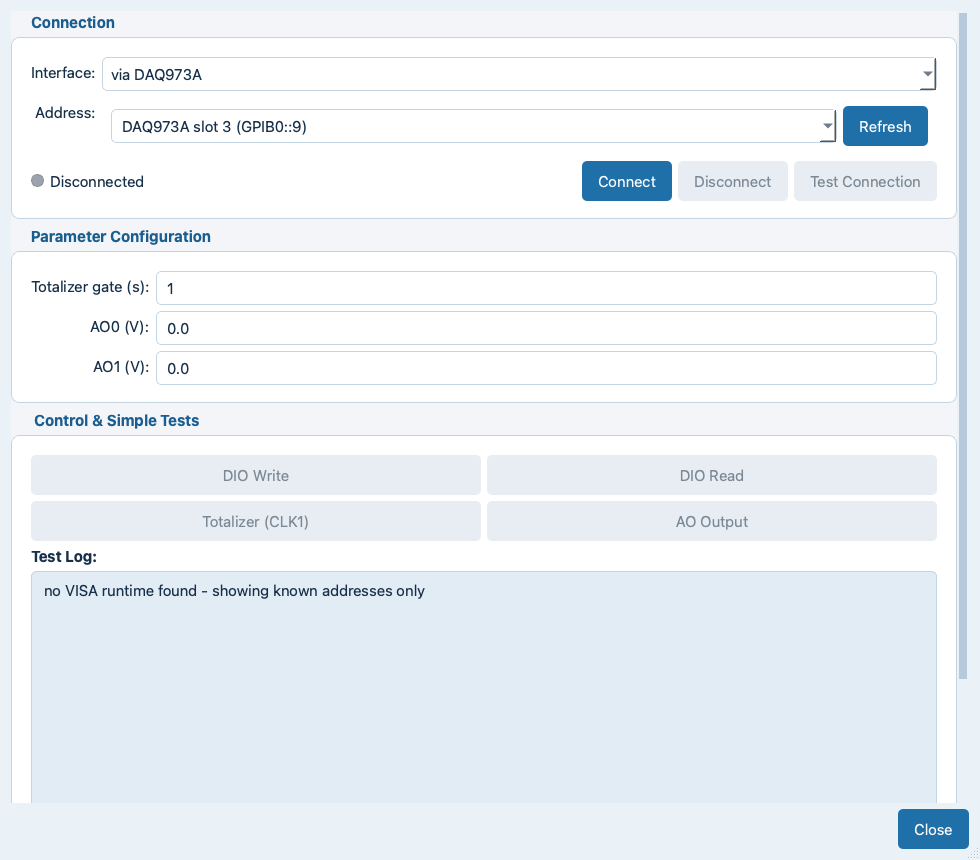 Connection
Interface: via DAQ973A
Address: DAQ973A slot 3 (GPIB0::9) Refresh
Disconnected Connect Disconnect Test Connection
Parameter Configuration
Totalizer gate (s): 1
AO0 (V): 0.0
AO1 (V): 0.0
Control & Simple Tests
DIO Write DIO Read
Totalizer (CLK1) AO Output
Test Log:
no VISA runtime found - showing known addresses only
Close